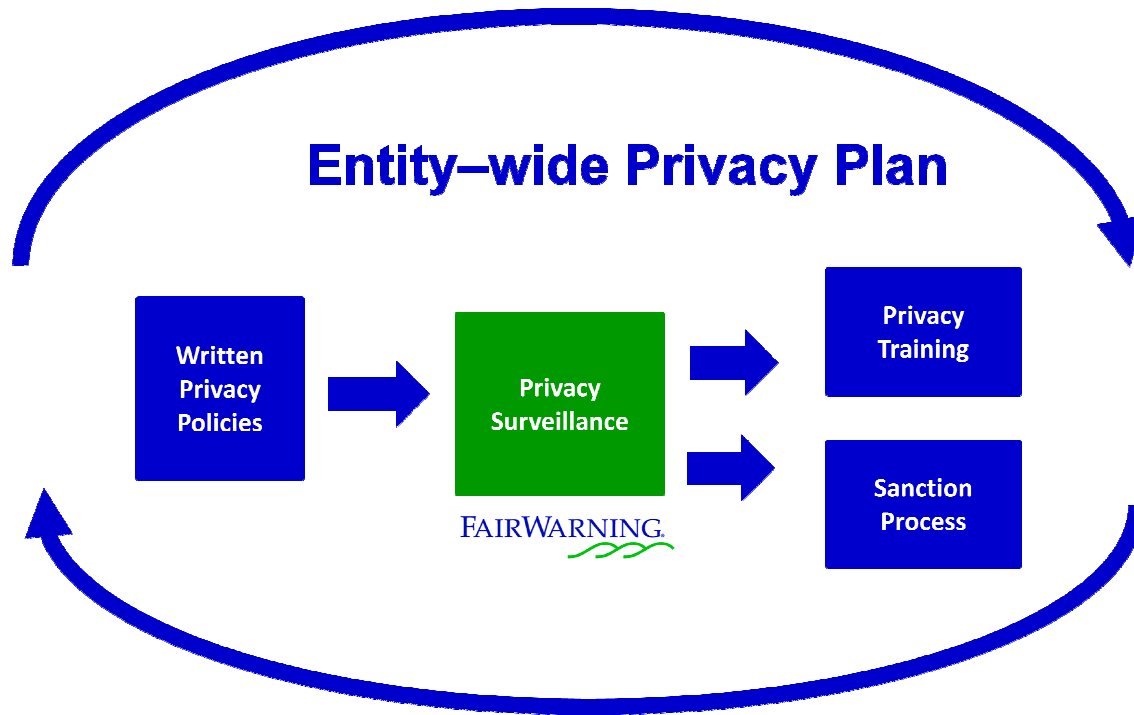 Entity–wide Privacy Plan
Written
Privacy
Policies
Privacy
Surveillance
FAIRWARNING.
Privacy
Training
Sanction
Process